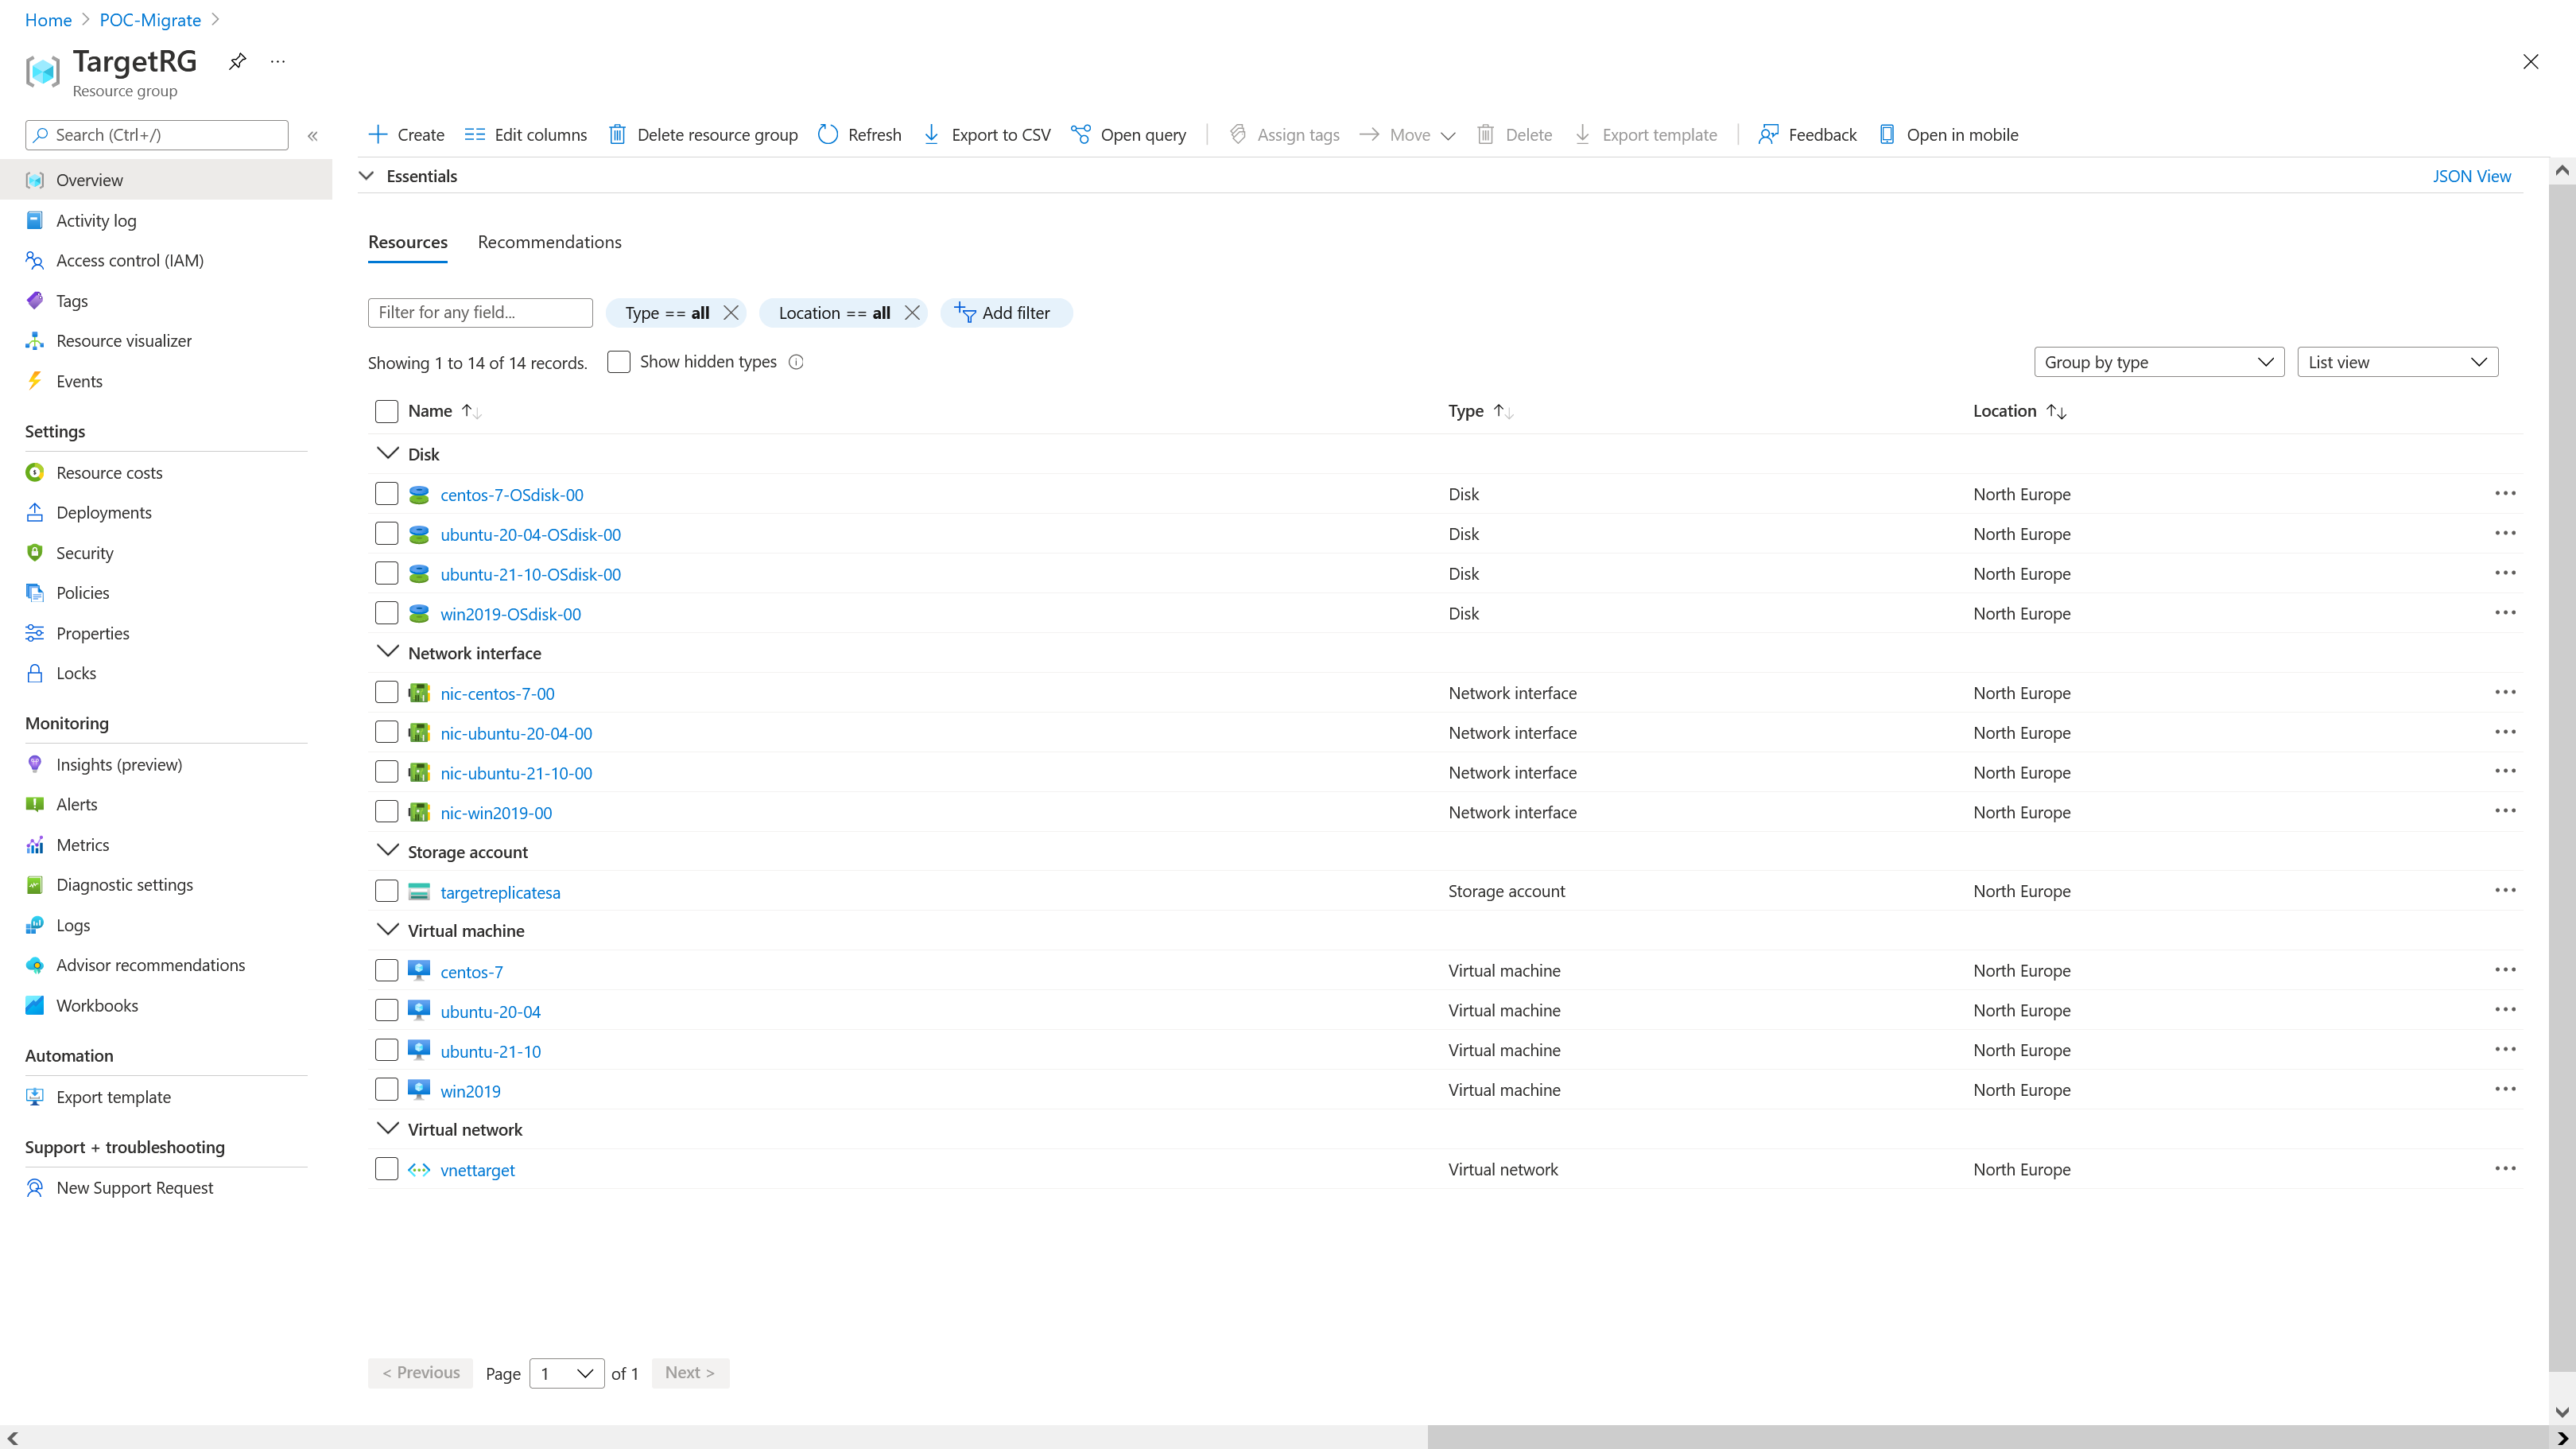 Home > POC-Migrate >
TargetRG
...
Resource group
Search (Ctrl+/)
«
Overview
Activity log
Access control (IAM)
Tags
Resource visualizer
Events
Settings
Resource costs
Deployments
Security
Policies
Properties
Locks
Monitoring
Insights (preview)
Alerts
Metrics
Diagnostic settings
Logs
Advisor recommendations
Workbooks
Automation
Export template
Support + troubleshooting
New Support Request
Create Edit columns Delete resource group Refresh Export to CSV Open query Assign tags Move Delete Export template Feedback Open in mobile
Essentials JSON View
Resources Recommendations
Filter for any field... Type == all Location == all Add filter
Showing 1 to 14 of 14 records. Show hidden types Group by type List view
Name Type Location
Disk
centos-7-OSdisk-00 Disk North Europe
ubuntu-20-04-OSdisk-00 Disk North Europe
ubuntu-21-10-OSdisk-00 Disk North Europe
win2019-OSdisk-00 Disk North Europe
Network interface
nic-centos-7-00 Network interface North Europe
nic-ubuntu-20-04-00 Network interface North Europe
nic-ubuntu-21-10-00 Network interface North Europe
nic-win2019-00 Network interface North Europe
Storage account
targetreplicatesa Storage account North Europe
Virtual machine
centos-7 Virtual machine North Europe
ubuntu-20-04 Virtual machine North Europe
ubuntu-21-10 Virtual machine North Europe
win2019 Virtual machine North Europe
Virtual network
vnettarget Virtual network North Europe
< Previous Page 1 of 1 Next >